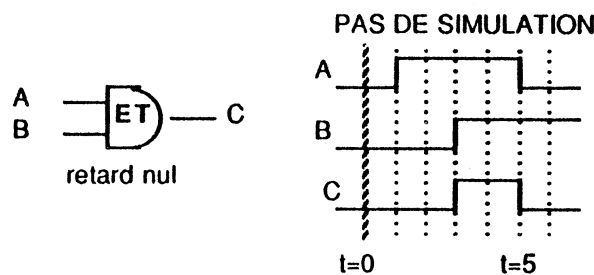 PAS DE SIMULATION
A
B
ET
C
retard nul
A
B
C
t=0
t=5